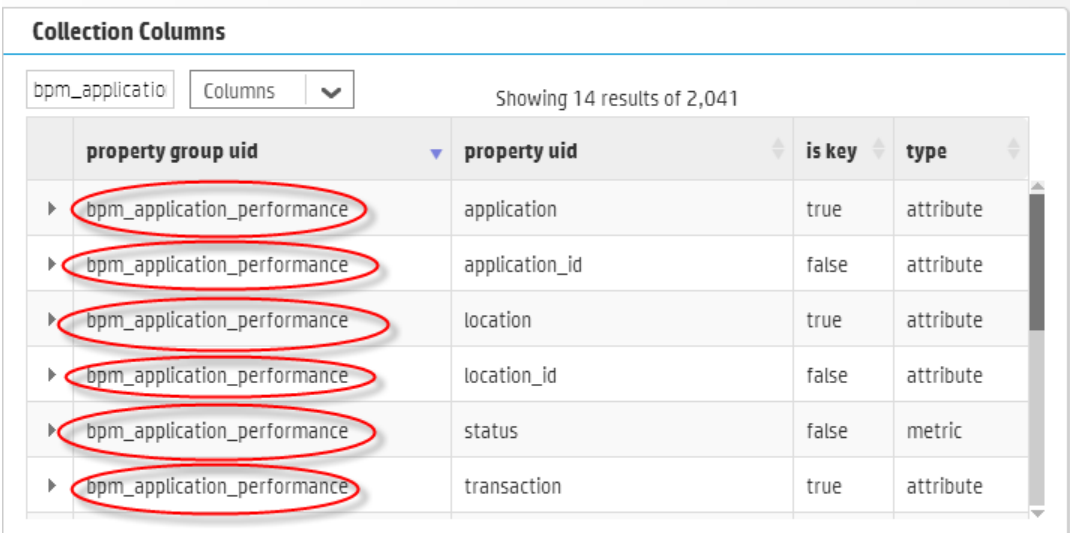 Collection Columns
bpm_applicatio Columns Showing 14 results of 2,041
property group uid property uid is key type
bpm_application_performance application true attribute
bpm_application_performance application_id false attribute
bpm_application_performance location true attribute
bpm_application_performance location_id false attribute
bpm_application_performance status false metric
bpm_application_performance transaction true attribute